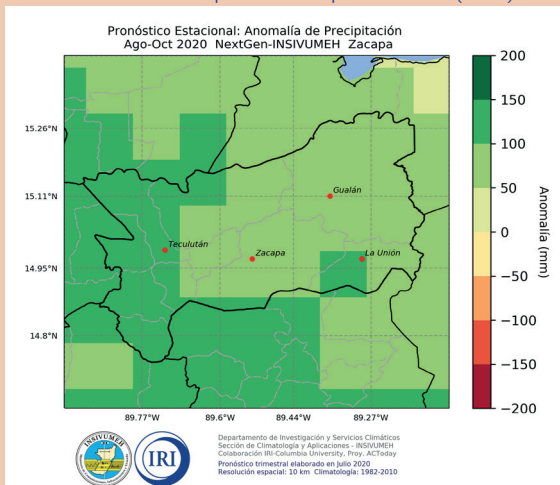 Pronóstico Estacional: Anomalía de Precipitación
Ago-Oct 2020 NextGen-INSIVUMEH Zacapa
15.26°N
15.11°N
14.95°N
14.8°N
Gualán
Teculután
Zacapa
La Unión
89.77°W
89.6°W
89.44°W
89.27°W
200
150
100
50
0
−50
−100
−150
−200
Anomalía (mm)
INSIVUMEH
IRI
Departamento de Investigación y Servicios Climáticos
Sección de Climatología y Aplicaciones - INSIVUMEH
Colaboración IRI-Columbia University, Proy. ACToday
Pronóstico trimestral elaborado en Julio 2020
Resolución espacial: 10 km Climatología: 1982-2010